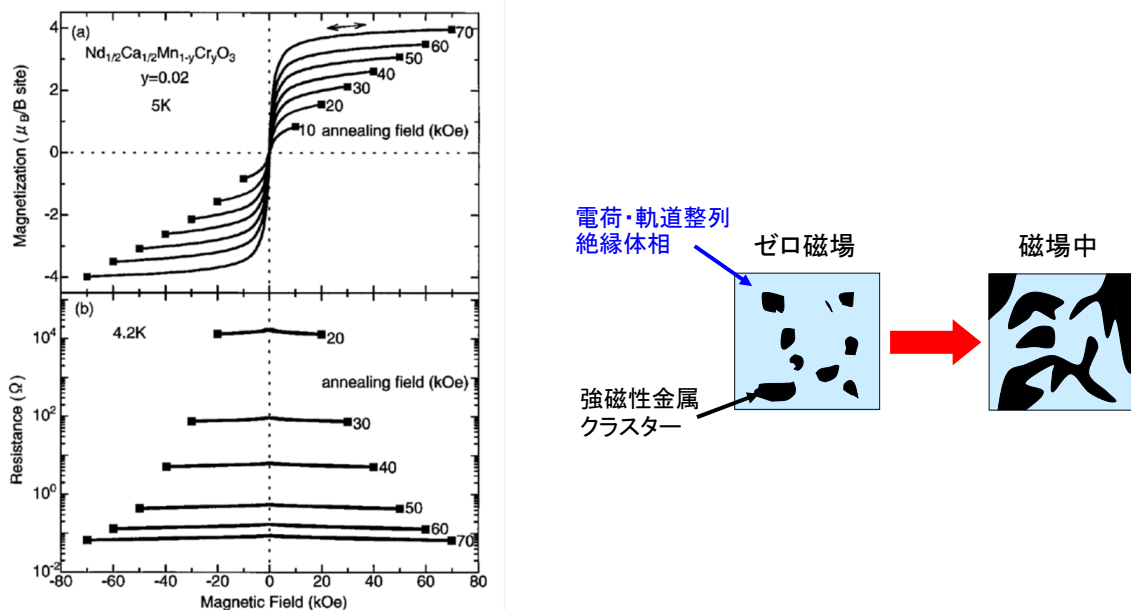 (a)
Nd1/2Ca1/2Mn1-yCryO3
y=0.02
5K
70
60
50
40
30
20
10 annealing field (kOe)
Magnetization (μB/B site)
4
2
0
-2
-4
(b)
4.2K
20
annealing field (kOe)
30
40
50
60
70
Resistance (Ω)
10^4
10^2
10^0
10^-2
-80 -60 -40 -20 0 20 40 60 80
Magnetic Field (kOe)
電荷・軌道整列
絶縁体相
ゼロ磁場
磁場中
強磁性金属
クラスター